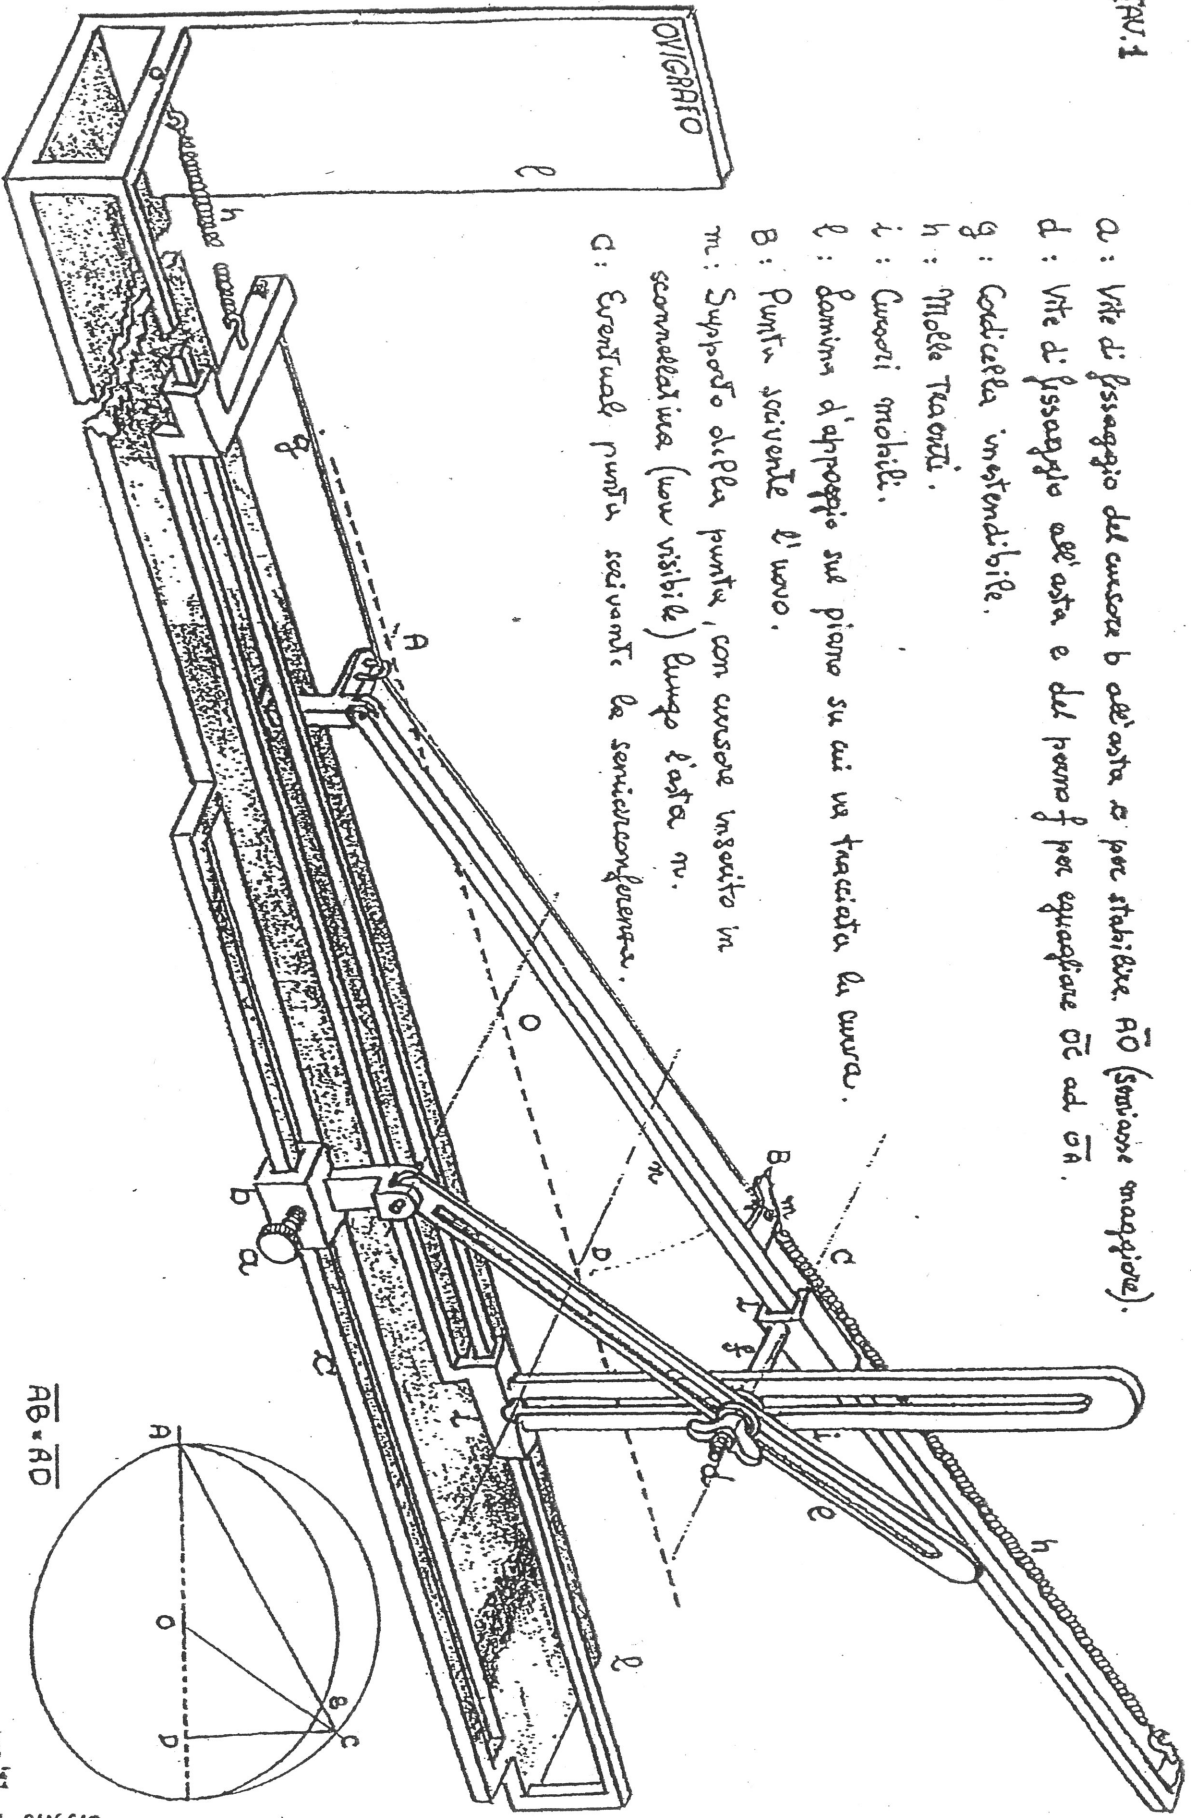 TAV.1
OVIGRAFO
a: Vite di fissaggio del cursore b all'asta c per stabilire AO (semiasse maggiore).
d: Vite di fissaggio all'asta e del perno f per eguagliare OC ad OA.
g: Cordicella inestendibile.
h: Molle traenti.
i: Cursori mobili.
l: Lamina d'appoggio sul piano su cui va tracciata la curva.
B: Punta scrivente l'uovo.
m: Supporto della punta, con cursore inserito in
scannellatura (non visibile) lungo l'asta n.
C: Eventuale punta scrivente la semicirconferenza.
l
h
g
A
O
n
B
m
C
D
i
f
h
b
a
c
i
d
i
e
l
AB = AD
A
O
D
B
C